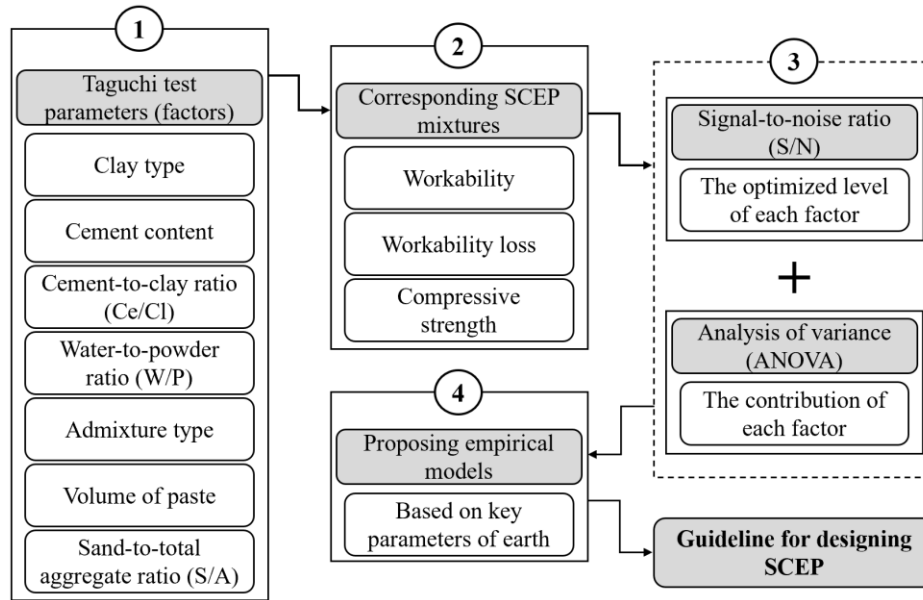 1
Taguchi test
parameters (factors)
Clay type
Cement content
Cement-to-clay ratio
(Ce/Cl)
Water-to-powder
ratio (W/P)
Admixture type
Volume of paste
Sand-to-total
aggregate ratio (S/A)
2
Corresponding SCEP
mixtures
Workability
Workability loss
Compressive
strength
3
Signal-to-noise ratio
(S/N)
The optimized level
of each factor
+
Analysis of variance
(ANOVA)
The contribution of
each factor
4
Proposing empirical
models
Based on key
parameters of earth
Guideline for designing
SCEP